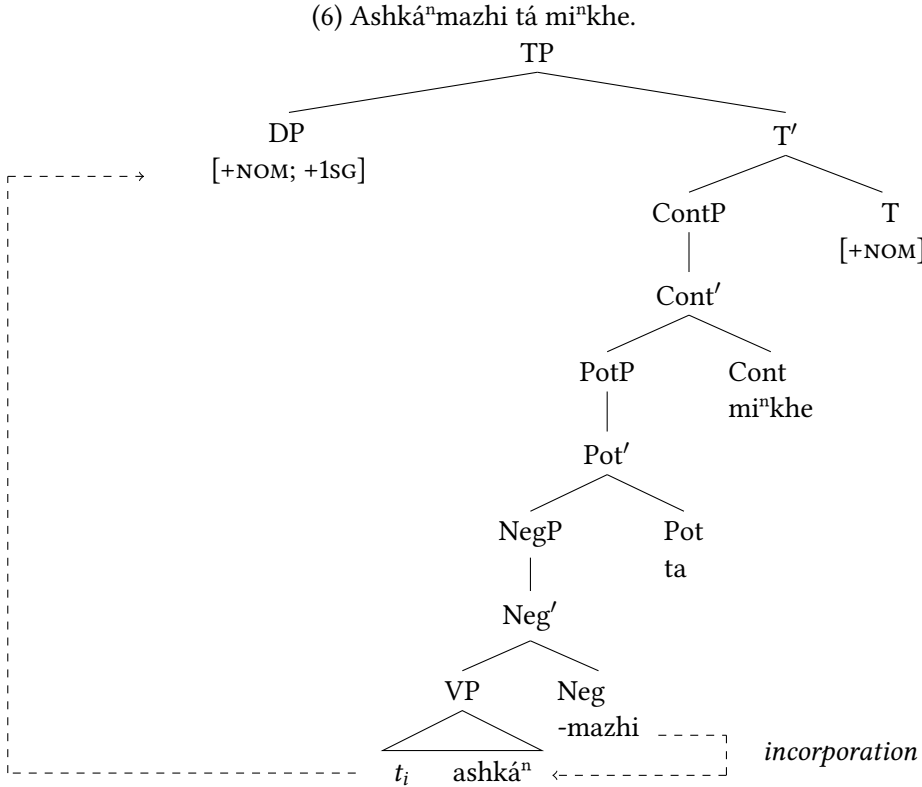 (6) Ashkáⁿmazhi tá miⁿkhe.
TP
DP T′
[+NOM; +1SG]
ContP T
[+NOM]
Cont′
PotP Cont
miⁿkhe
Pot′
NegP Pot
ta
Neg′
VP Neg
-mazhi
incorporation
tᵢ ashkáⁿ